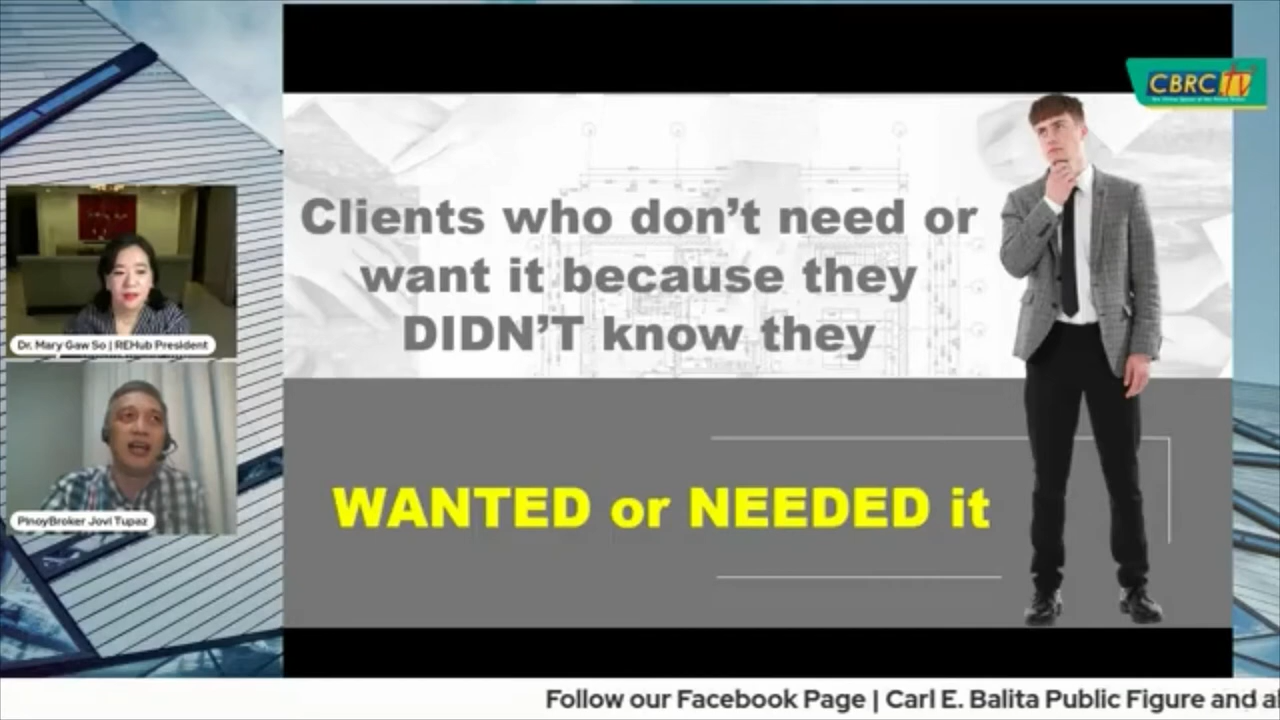 CBRC tv
Clients who don't need or
want it because they
DIDN'T know they
WANTED or NEEDED it
Dr. Mary Gaw So | REHub President
PinoyBroker Jovi Tupaz
Follow our Facebook Page | Carl E. Balita Public Figure and al